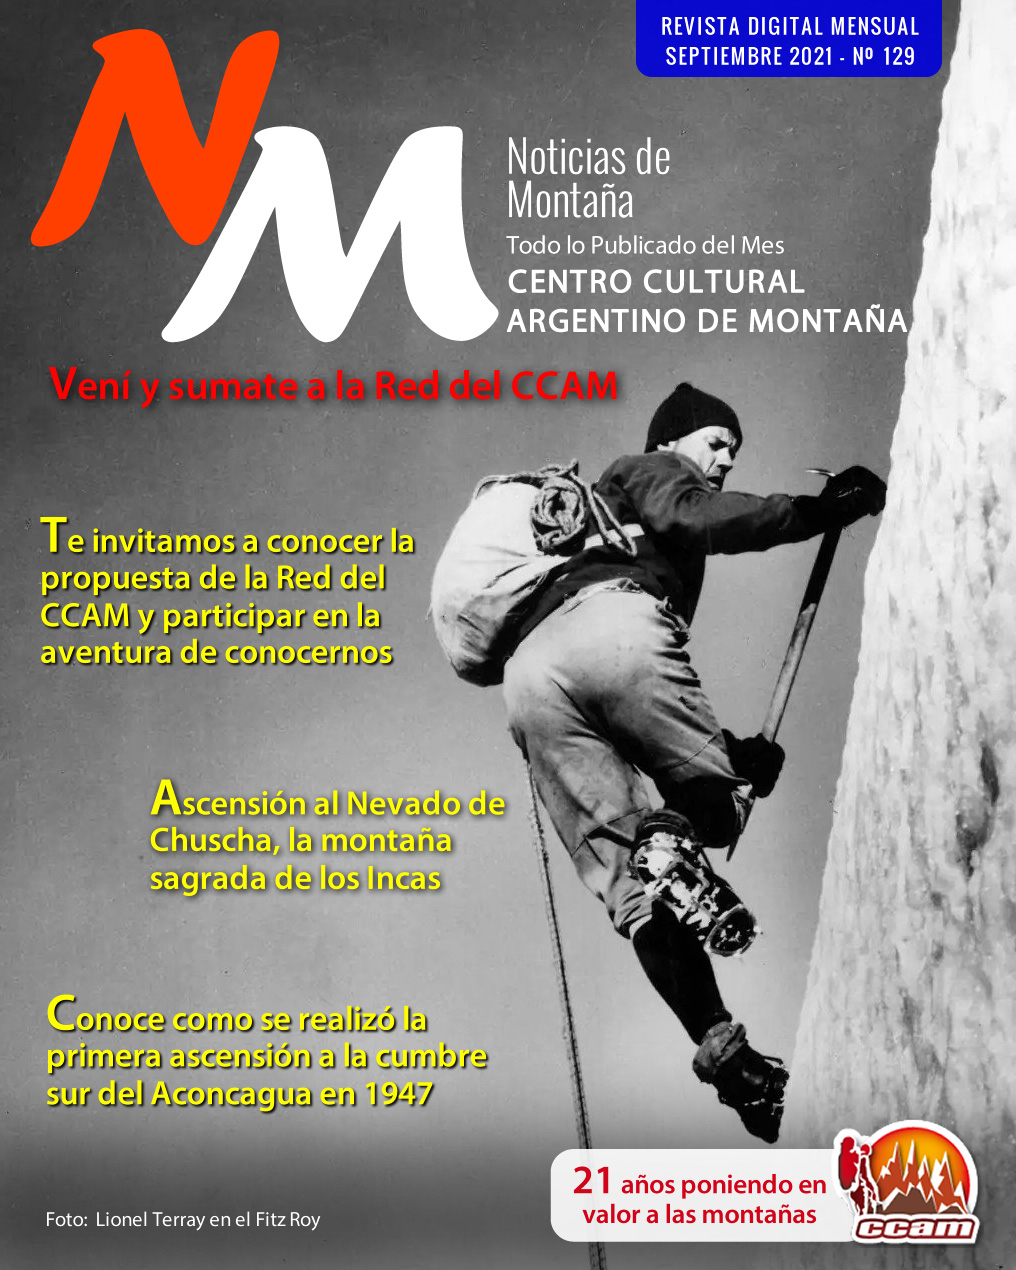 REVISTA DIGITAL MENSUAL
SEPTIEMBRE 2021 - Nº 129
NM
Noticias de
Montaña
Todo lo Publicado del Mes
CENTRO CULTURAL
ARGENTINO DE MONTAÑA
Vení y sumate a la Red del CCAM
Te invitamos a conocer la
propuesta de la Red del
CCAM y participar en la
aventura de conocernos
Ascensión al Nevado de
Chuscha, la montaña
sagrada de los Incas
Conoce como se realizó la
primera ascensión a la cumbre
sur del Aconcagua en 1947
21 años poniendo en
valor a las montañas
ccam
Foto: Lionel Terray en el Fitz Roy